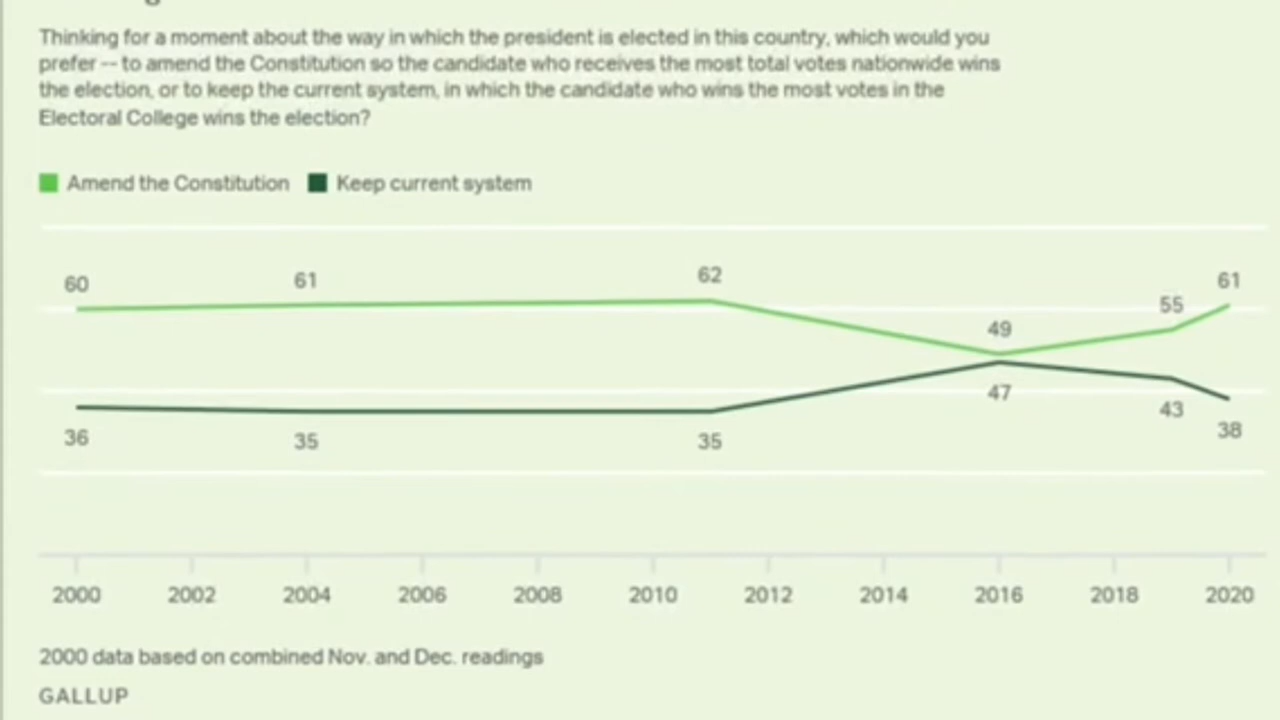 Thinking for a moment about the way in which the president is elected in this country, which would you
prefer -- to amend the Constitution so the candidate who receives the most total votes nationwide wins
the election, or to keep the current system, in which the candidate who wins the most votes in the
Electoral College wins the election?
Amend the Constitution Keep current system
60 61 62 49 55 61
36 35 35 47 43 38
2000 2002 2004 2006 2008 2010 2012 2014 2016 2018 2020
2000 data based on combined Nov. and Dec. readings
GALLUP